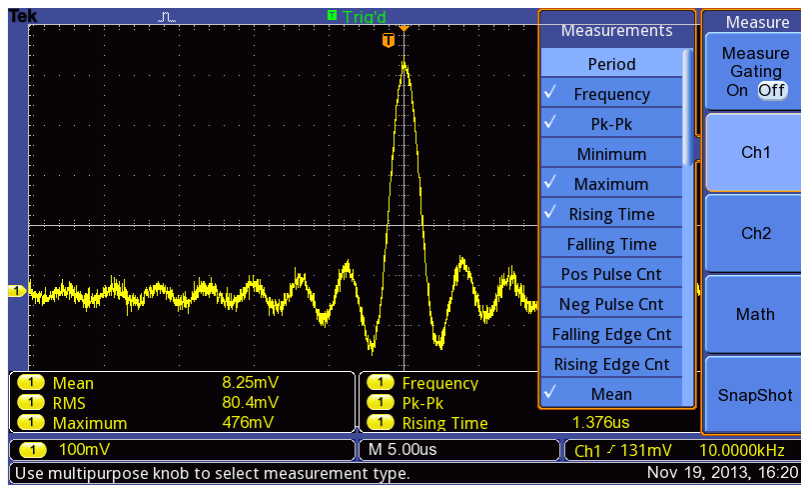 Tek
T Trig'd
T
Measurements
Period
✓ Frequency
✓ Pk-Pk
Minimum
✓ Maximum
✓ Rising Time
Falling Time
Pos Pulse Cnt
Neg Pulse Cnt
Falling Edge Cnt
Rising Edge Cnt
✓ Mean
Measure
Measure
Gating
On Off
Ch1
Ch2
Math
SnapShot
1
1 Mean 8.25mV
1 RMS 80.4mV
1 Maximum 476mV
1 Frequency
1 Pk-Pk
1 Rising Time 1.376us
1 100mV
M 5.00us
Ch1 131mV 10.0000kHz
Use multipurpose knob to select measurement type.
Nov 19, 2013, 16:20